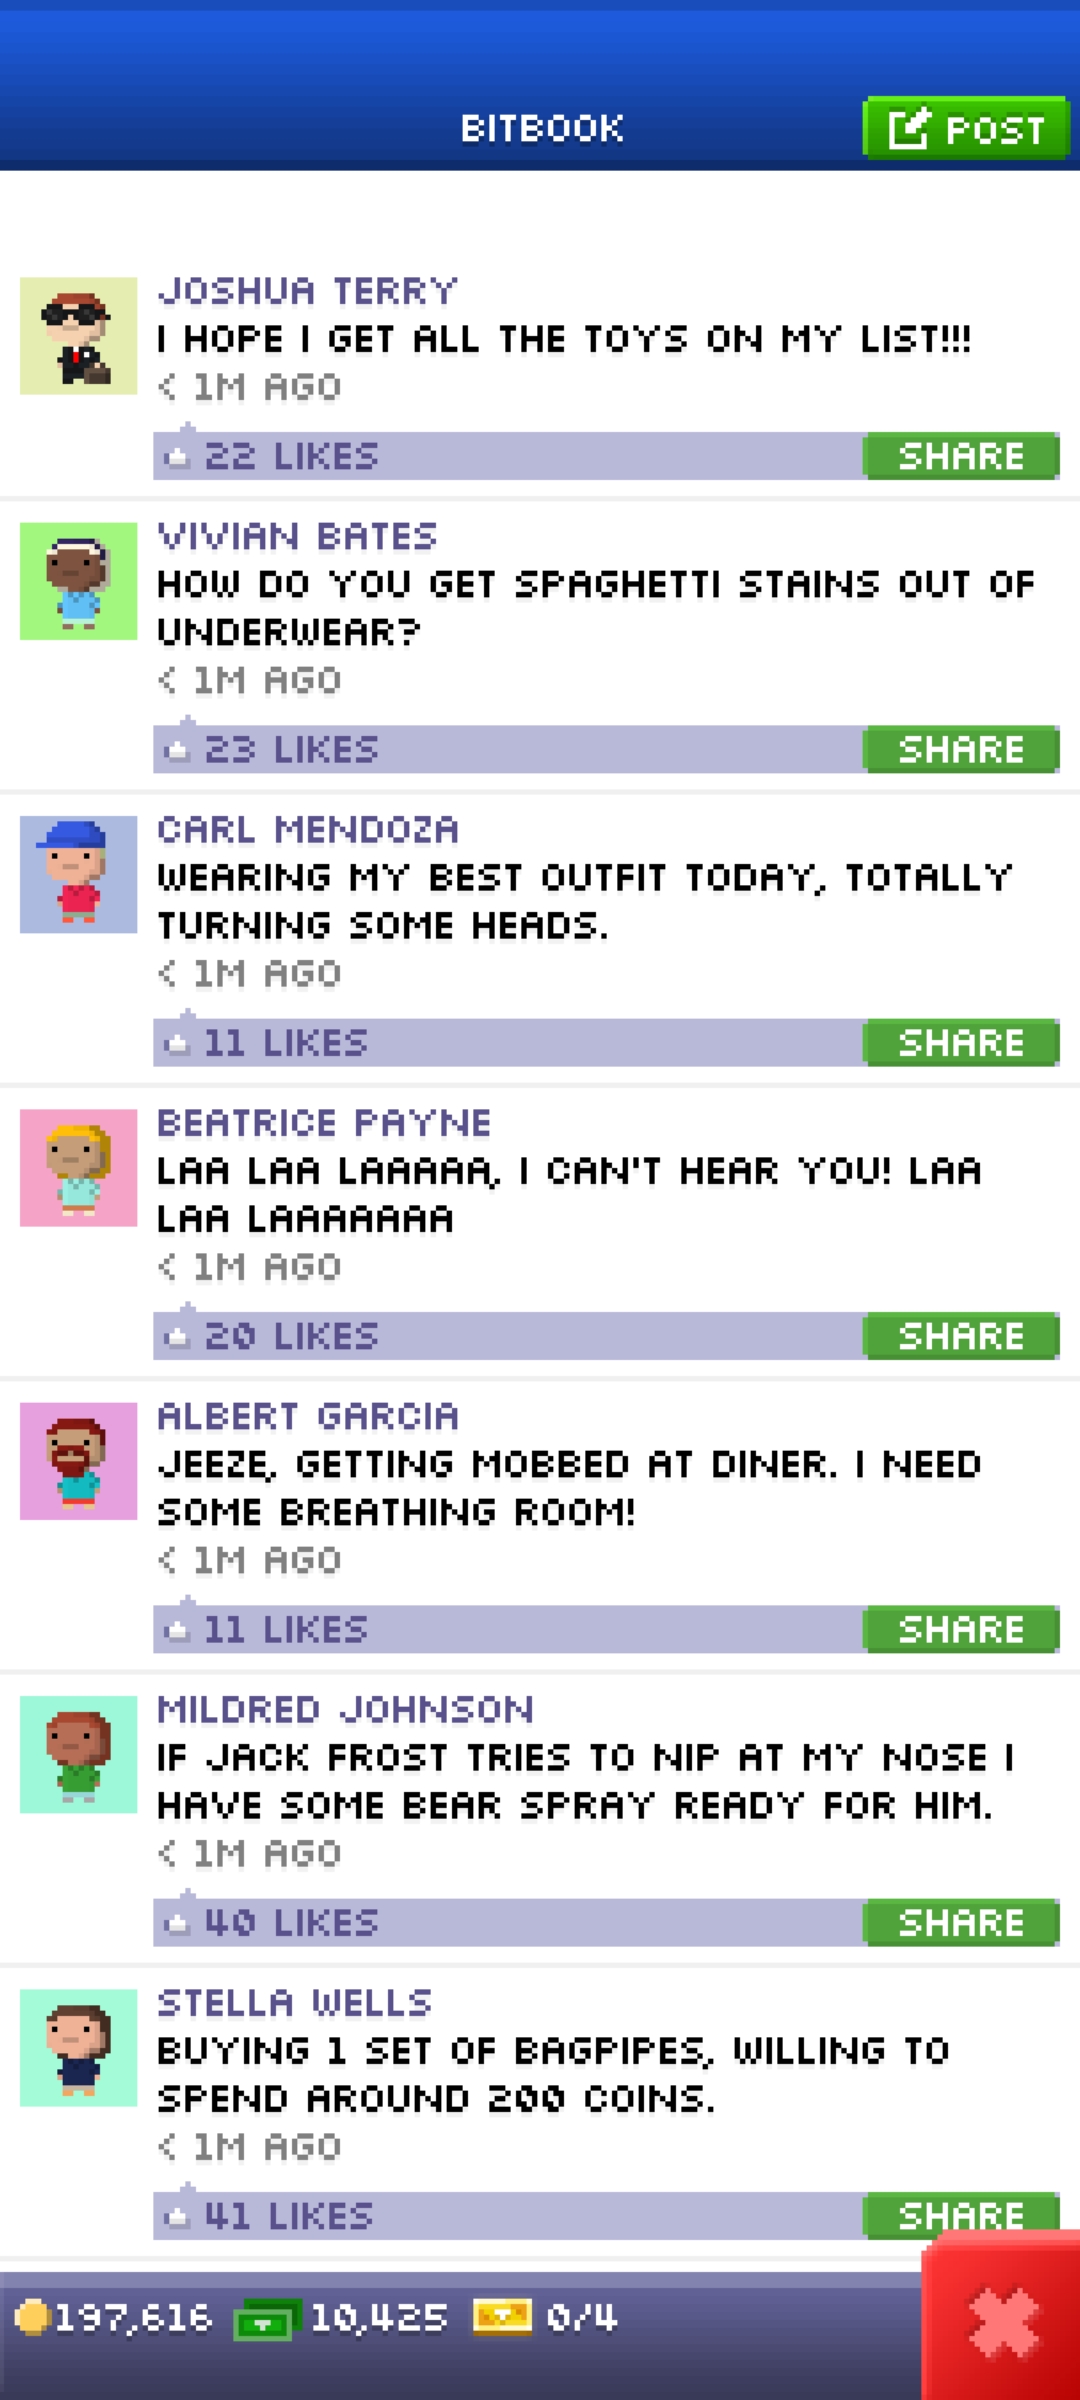 BITBOOK
POST
JOSHUA TERRY
I HOPE I GET ALL THE TOYS ON MY LIST!!!
< 1M AGO
22 LIKES
SHARE
VIVIAN BATES
HOW DO YOU GET SPAGHETTI STAINS OUT OF
UNDERWEAR?
< 1M AGO
23 LIKES
SHARE
CARL MENDOZA
WEARING MY BEST OUTFIT TODAY, TOTALLY
TURNING SOME HEADS.
< 1M AGO
11 LIKES
SHARE
BEATRICE PAYNE
LAA LAA LAAAAA, I CAN'T HEAR YOU! LAA
LAA LAAAAAAA
< 1M AGO
20 LIKES
SHARE
ALBERT GARCIA
JEEZE, GETTING MOBBED AT DINER. I NEED
SOME BREATHING ROOM!
< 1M AGO
11 LIKES
SHARE
MILDRED JOHNSON
IF JACK FROST TRIES TO NIP AT MY NOSE I
HAVE SOME BEAR SPRAY READY FOR HIM.
< 1M AGO
40 LIKES
SHARE
STELLA WELLS
BUYING 1 SET OF BAGPIPES, WILLING TO
SPEND AROUND 200 COINS.
< 1M AGO
41 LIKES
SHARE
197,616 10,425 0/4